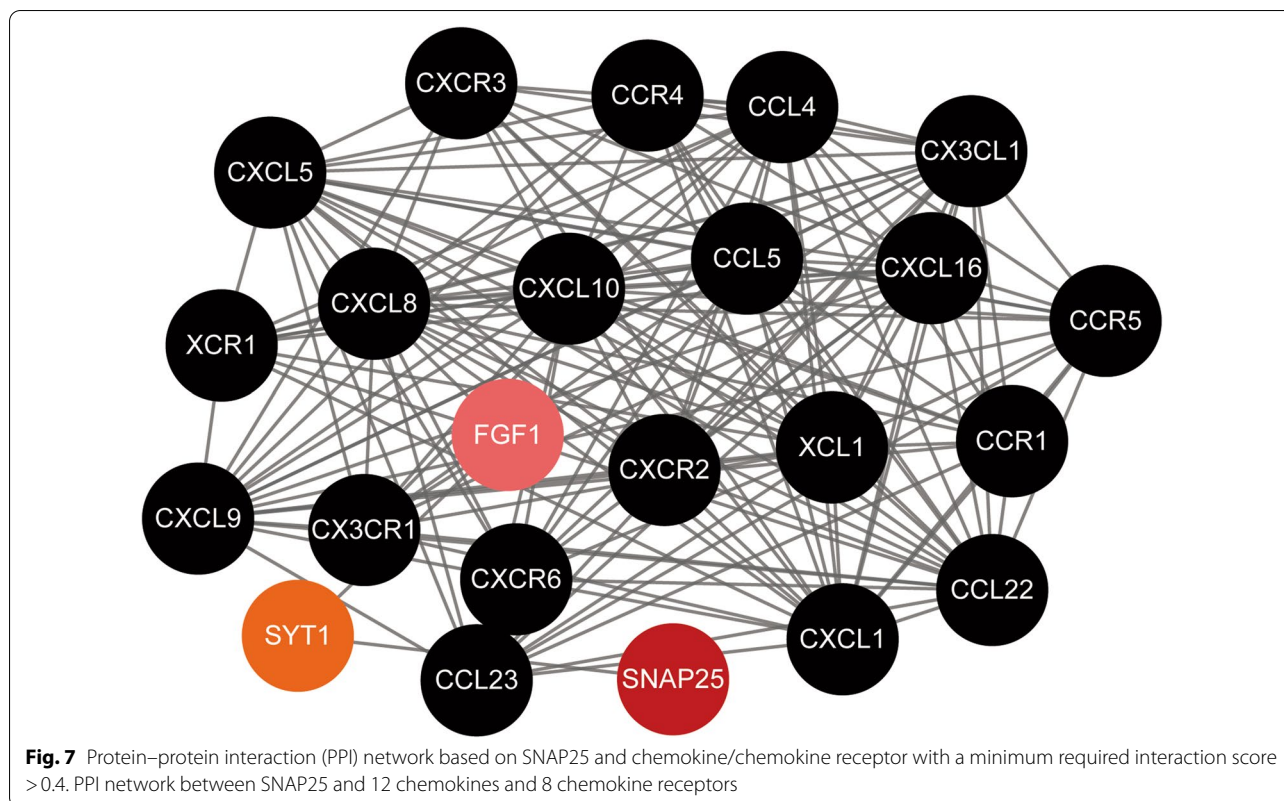 CXCR3
CCR4
CCL4
CX3CL1
CXCL5
CCL5
CXCL16
CXCL10
CXCL8
CCR5
XCR1
FGF1
XCL1
CCR1
CXCR2
CXCL9
CX3CR1
CXCR6
CCL22
SYT1
CXCL1
CCL23
SNAP25
Fig. 7 Protein–protein interaction (PPI) network based on SNAP25 and chemokine/chemokine receptor with a minimum required interaction score
> 0.4. PPI network between SNAP25 and 12 chemokines and 8 chemokine receptors